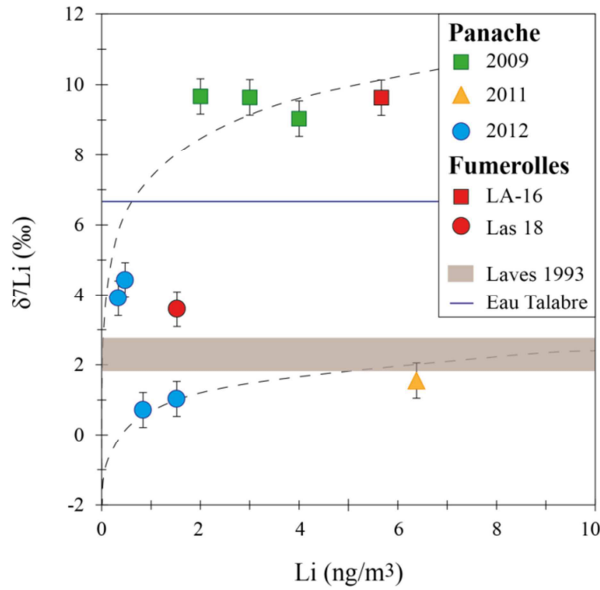 12
10
8
6
4
2
0
-2
δ⁷Li (‰)
0
2
4
6
8
10
Li (ng/m³)
Panache
2009
2011
2012
Fumerolles
LA-16
Las 18
Laves 1993
Eau Talabre